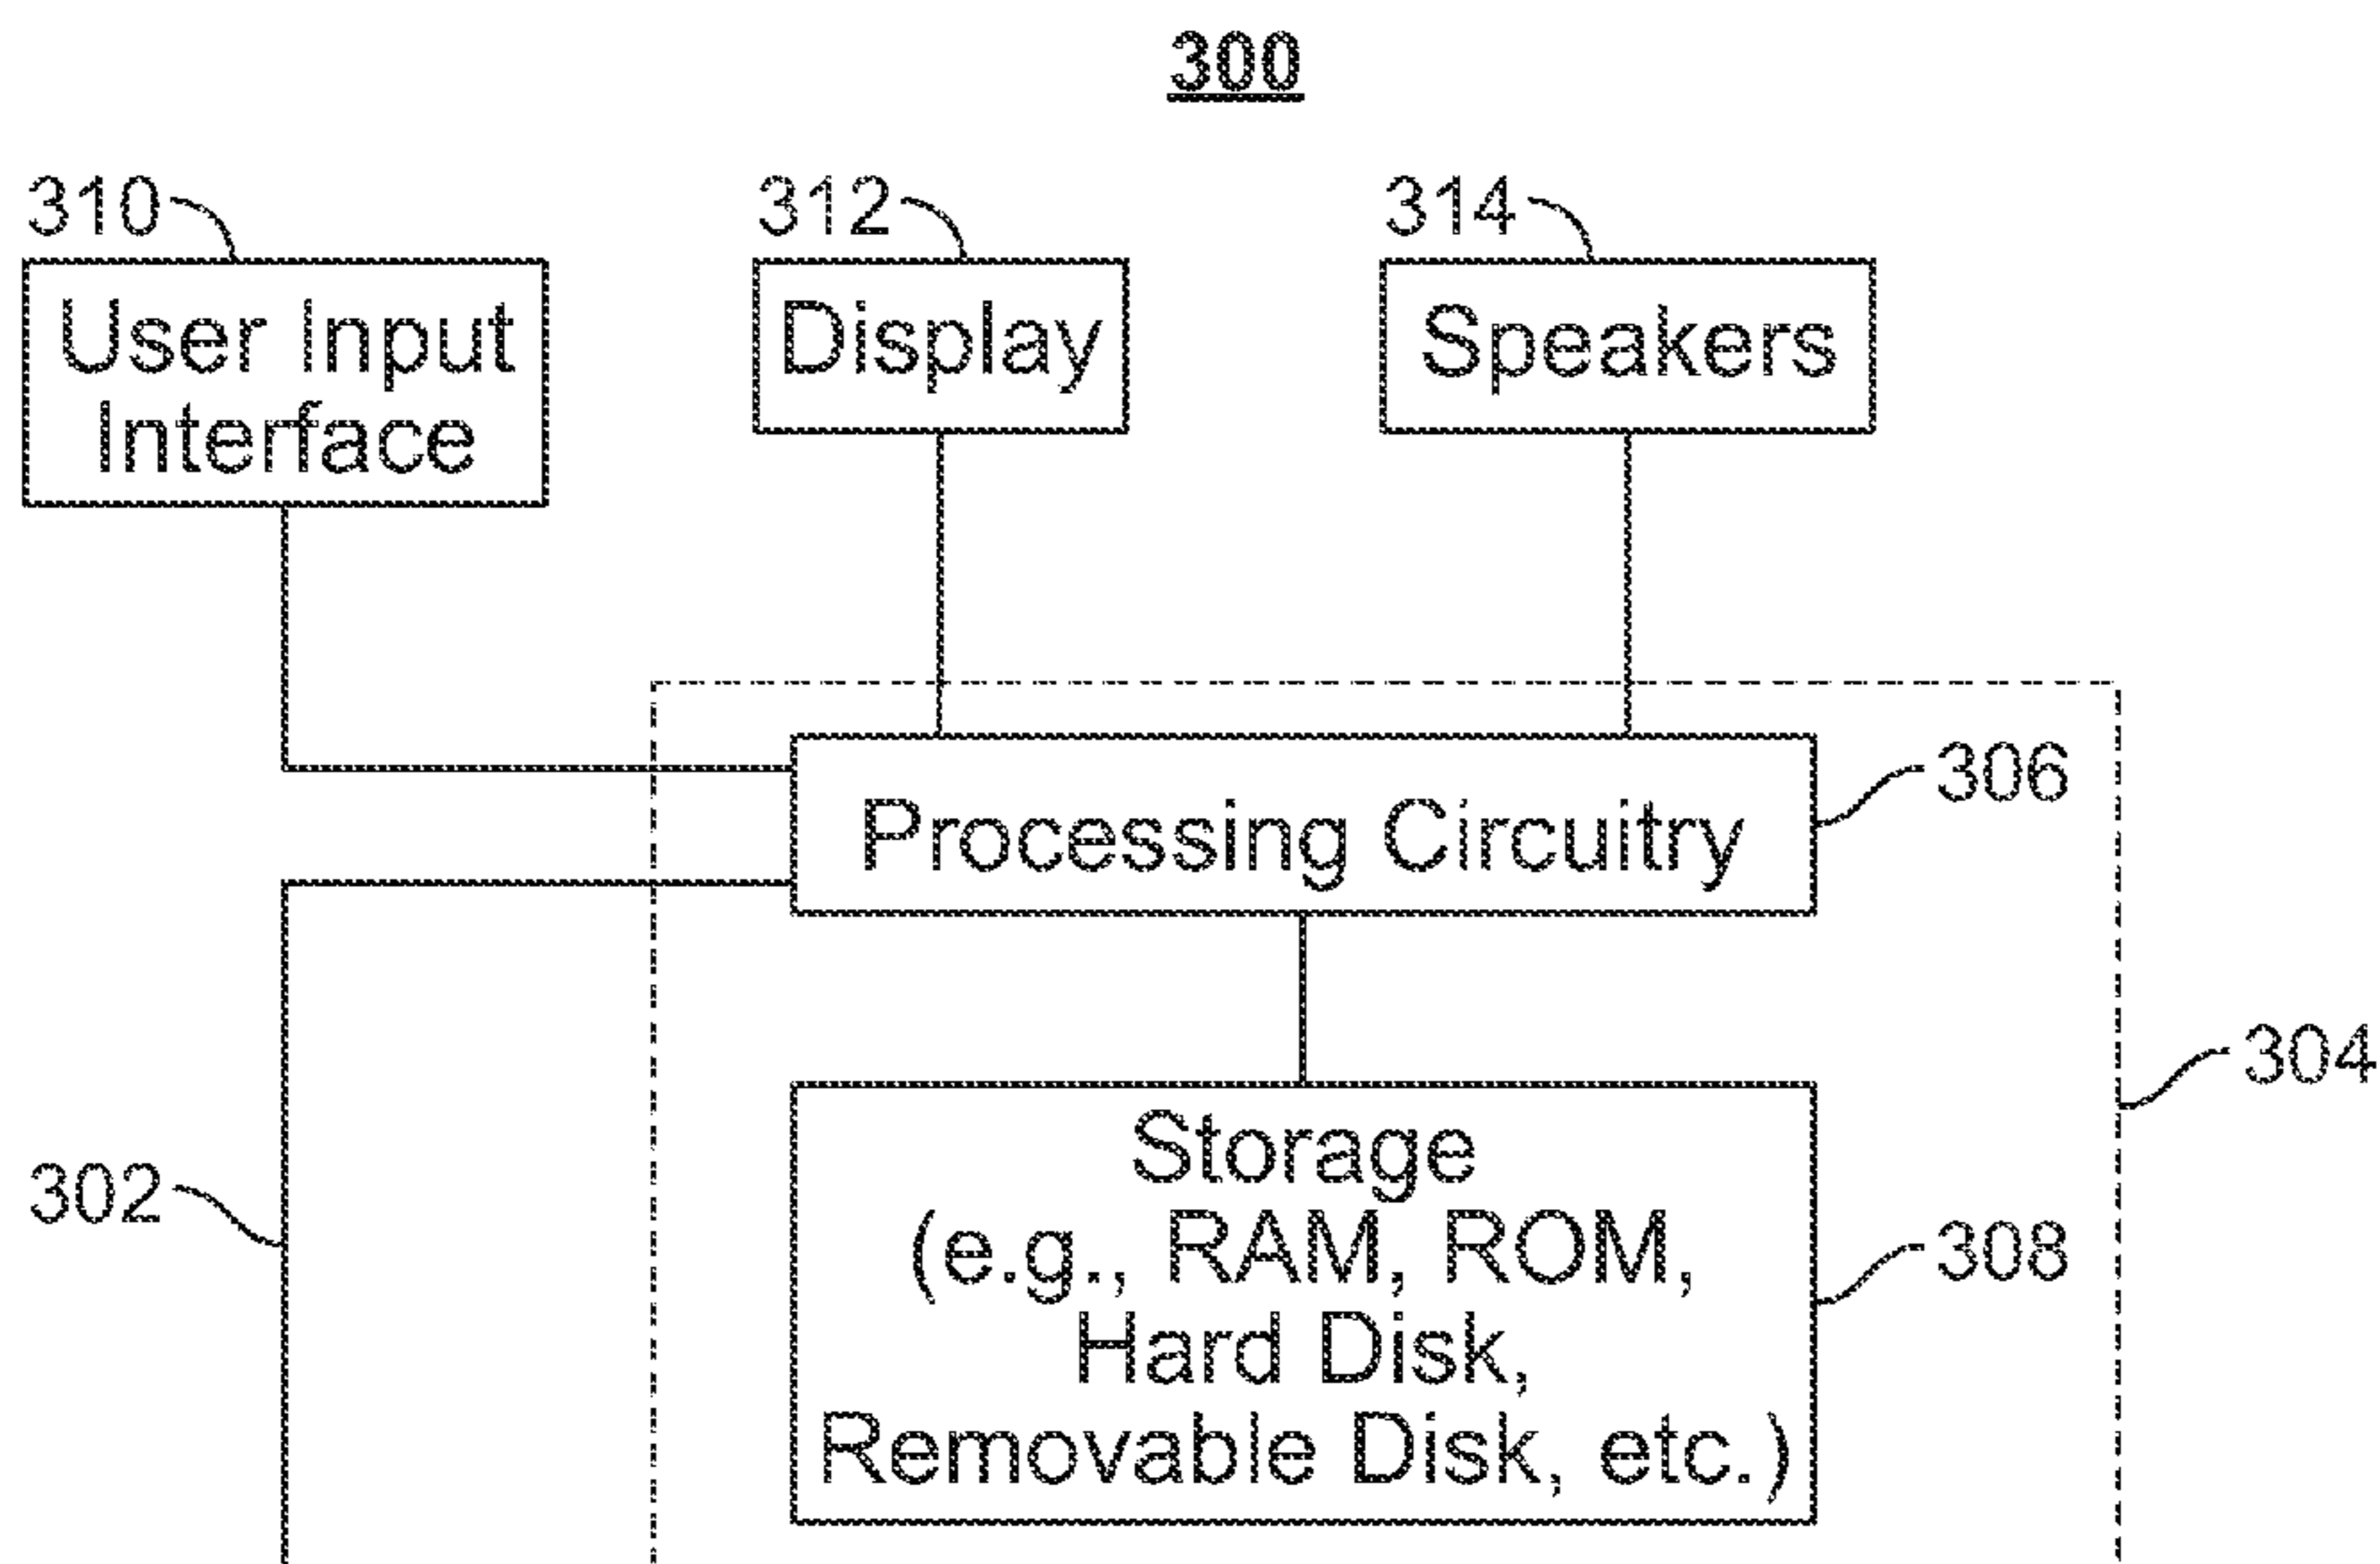 300
310
312
314
User Input
Interface
Display
Speakers
Processing Circuitry
306
304
302
Storage
(e.g., RAM, ROM,
Hard Disk,
Removable Disk, etc.)
308